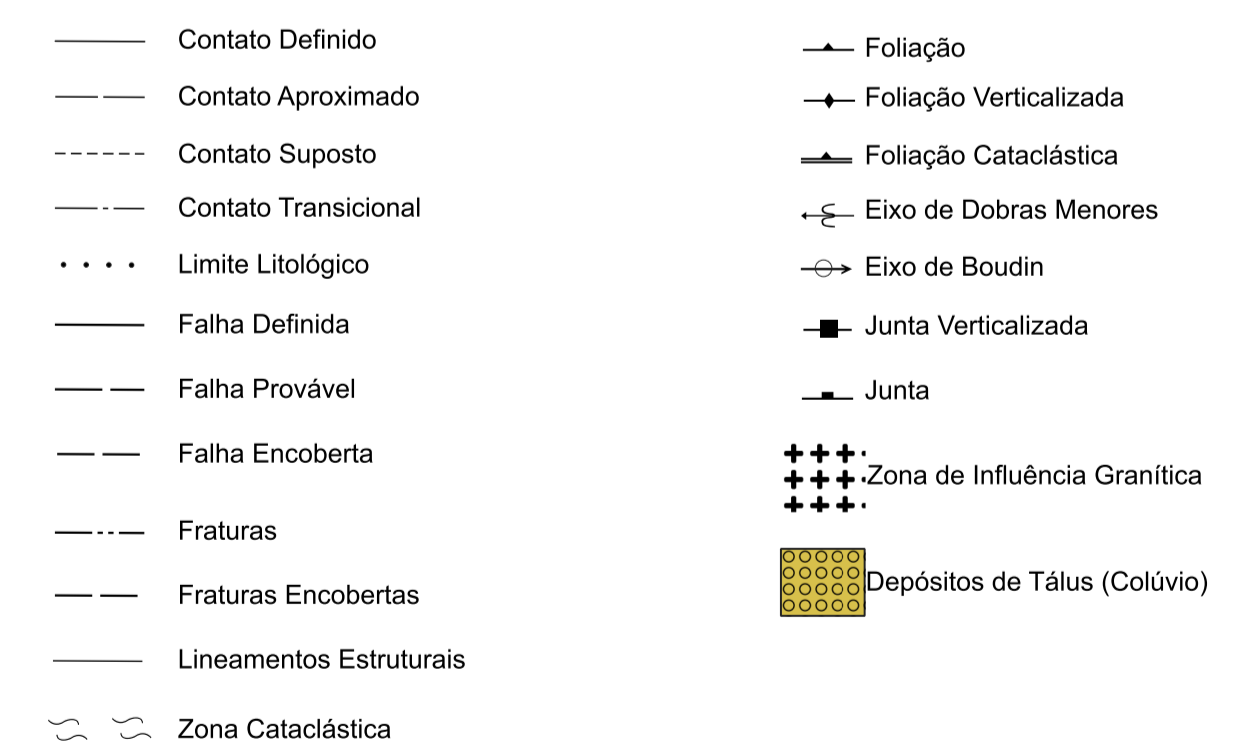 Contato Definido
Contato Aproximado
Contato Suposto
Contato Transicional
Limite Litológico
Falha Definida
Falha Provável
Falha Encoberta
Fraturas
Fraturas Encobertas
Lineamentos Estruturais
Zona Cataclástica
Foliação
Foliação Verticalizada
Foliação Cataclástica
Eixo de Dobras Menores
Eixo de Boudin
Junta Verticalizada
Junta
Zona de Influência Granítica
Depósitos de Tálus (Colúvio)